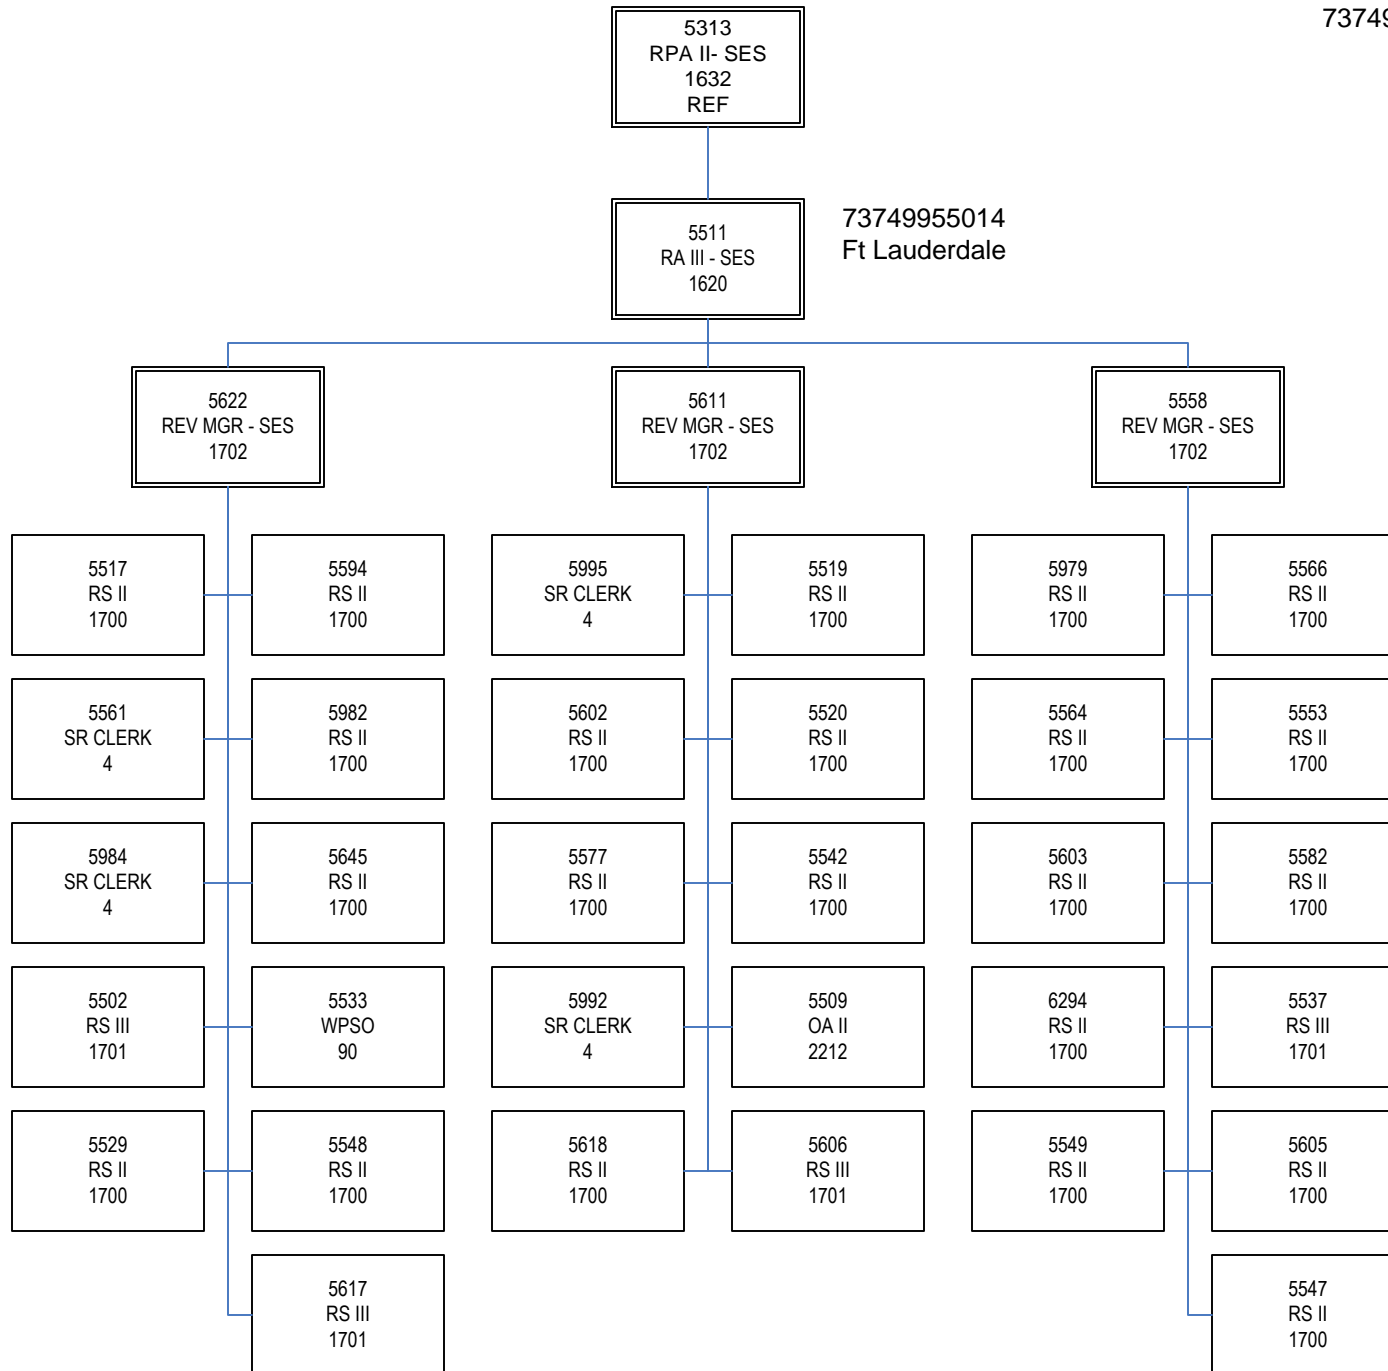 73749
5313
RPA II- SES
1632
REF
5511
RA III - SES
1620
73749955014
Ft Lauderdale
5622
REV MGR - SES
1702
5611
REV MGR - SES
1702
5558
REV MGR - SES
1702
5517
RS II
1700
5594
RS II
1700
5995
SR CLERK
4
5519
RS II
1700
5979
RS II
1700
5566
RS II
1700
5561
SR CLERK
4
5982
RS II
1700
5602
RS II
1700
5520
RS II
1700
5564
RS II
1700
5553
RS II
1700
5984
SR CLERK
4
5645
RS II
1700
5577
RS II
1700
5542
RS II
1700
5603
RS II
1700
5582
RS II
1700
5502
RS III
1701
5533
WPSO
90
5992
SR CLERK
4
5509
OA II
2212
6294
RS II
1700
5537
RS III
1701
5529
RS II
1700
5548
RS II
1700
5618
RS II
1700
5606
RS III
1701
5549
RS II
1700
5605
RS II
1700
5617
RS III
1701
5547
RS II
1700